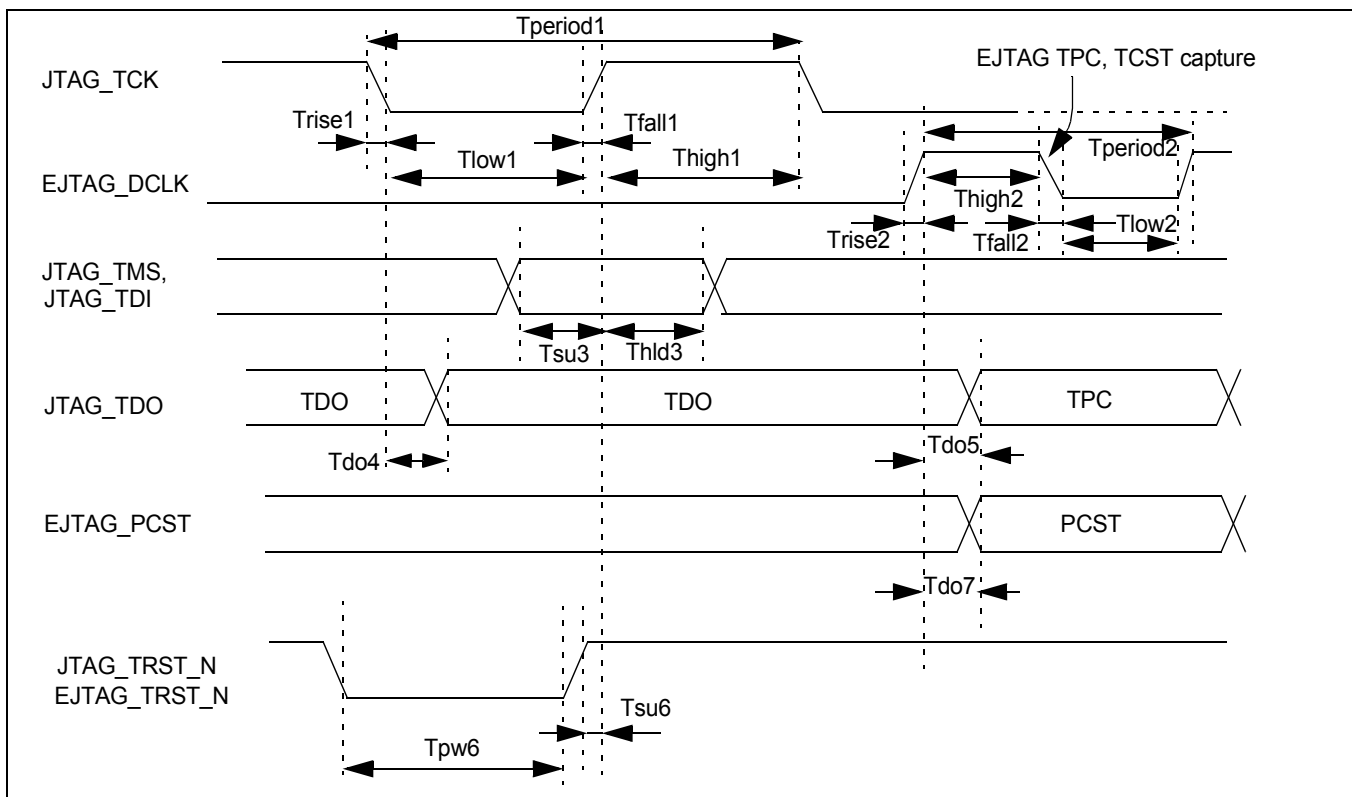 Tperiod1
EJTAG TPC, TCST capture
JTAG_TCK
Trise1
Tfall1
Tperiod2
Tlow1
Thigh1
EJTAG_DCLK
Thigh2
Trise2
Tfall2
Tlow2
JTAG_TMS,
JTAG_TDI
Tsu3
Thld3
JTAG_TDO
TDO
TDO
TPC
Tdo4
Tdo5
EJTAG_PCST
PCST
Tdo7
JTAG_TRST_N
EJTAG_TRST_N
Tsu6
Tpw6